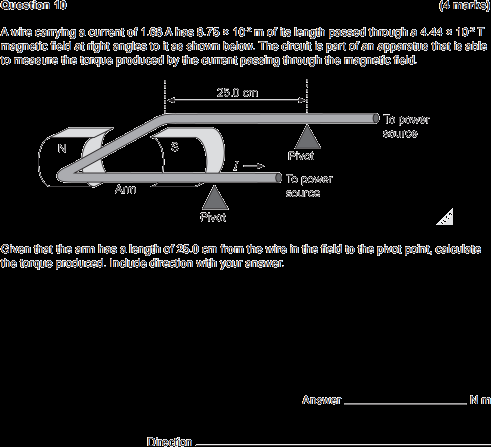 Question 10 (4 marks)
A wire carrying a current of 1.68 A has 8.75 × 10⁻² m of its length passed through a 4.44 × 10⁻² T
magnetic field at right angles to it as shown below. The circuit is part of an apparatus that is able
to measure the torque produced by the current passing through the magnetic field.
25.0 cm
To power
source
N
S
Pivot
I
To power
Arm
source
Pivot
Given that the arm has a length of 25.0 cm from the wire in the field to the pivot point, calculate
the torque produced. Include direction with your answer.
Answer N m
Direction